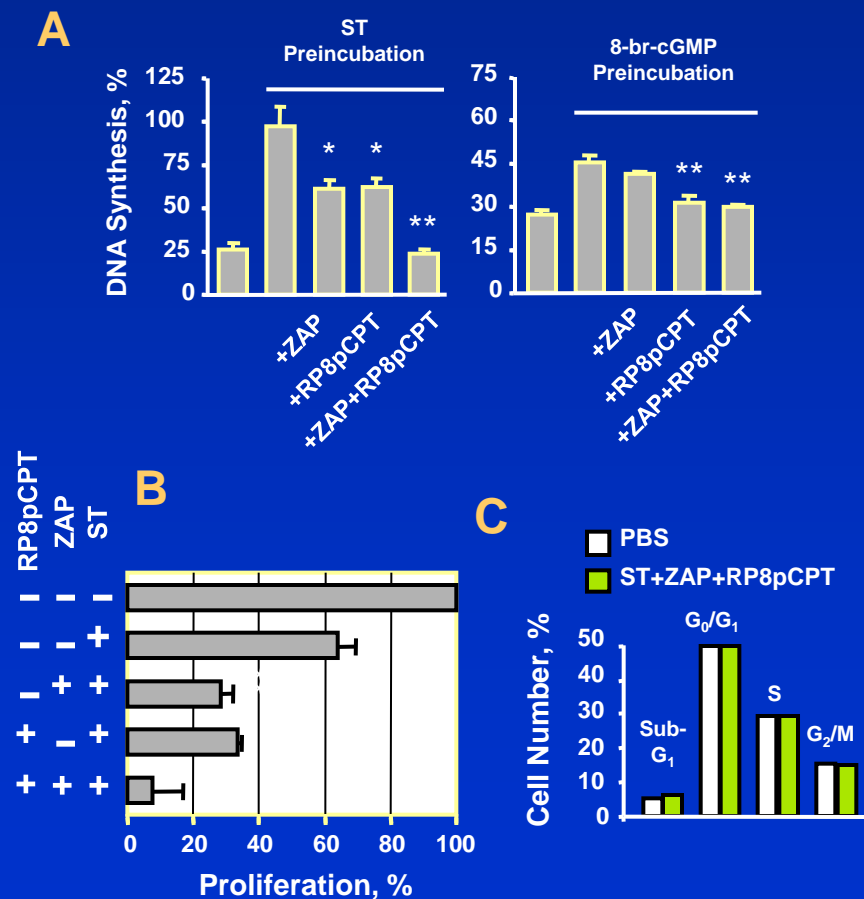 A
ST
Preincubation
8-br-cGMP
Preincubation
DNA Synthesis, %
125
100
75
50
25
0
*
*
**
+ZAP
+RP8pCPT
+ZAP+RP8pCPT
75
60
45
30
15
0
**
**
+ZAP
+RP8pCPT
+ZAP+RP8pCPT
B
RP8pCPT
ZAP
ST
– – –
– – +
– + +
+ – +
+ + +
0 20 40 60 80 100
Proliferation, %
C
PBS
ST+ZAP+RP8pCPT
Cell Number, %
50
40
30
20
10
0
Sub-
G₁
G₀/G₁
S
G₂/M